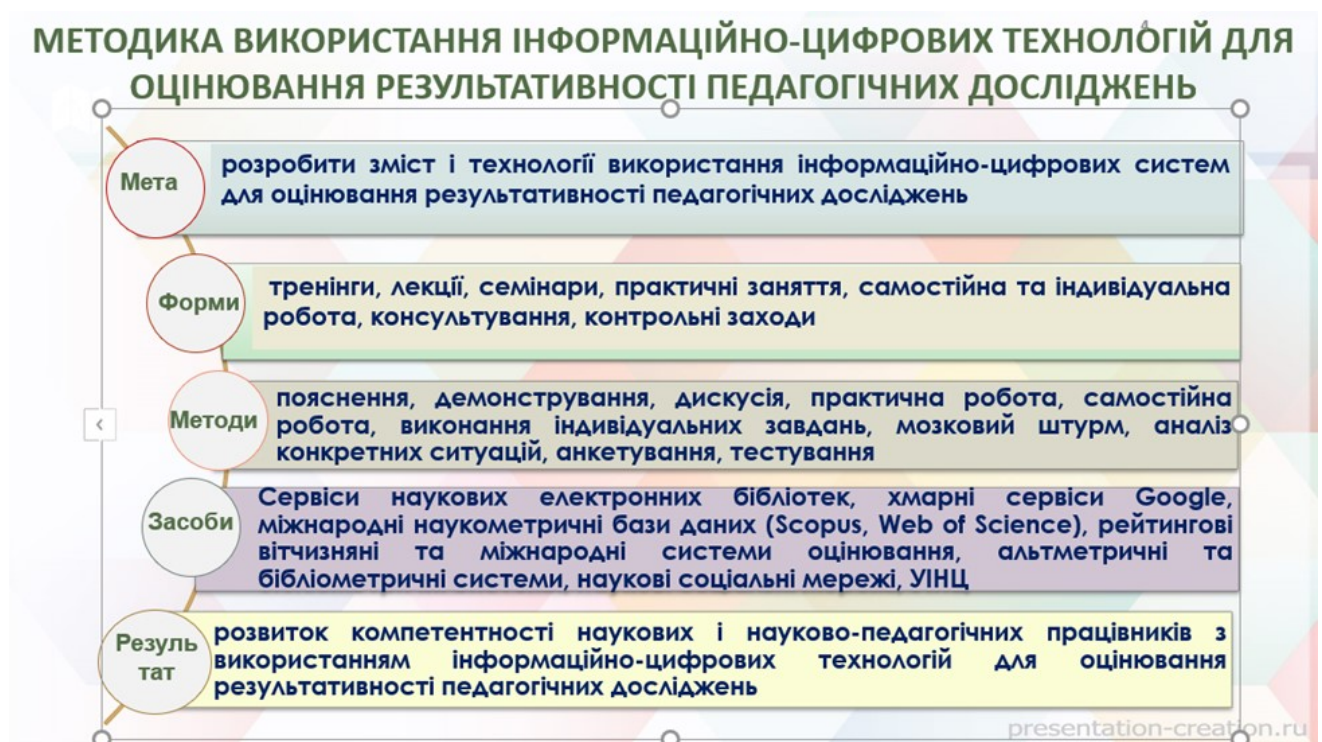 4
МЕТОДИКА ВИКОРИСТАННЯ ІНФОРМАЦІЙНО-ЦИФРОВИХ ТЕХНОЛОГІЙ ДЛЯ
ОЦІНЮВАННЯ РЕЗУЛЬТАТИВНОСТІ ПЕДАГОГІЧНИХ ДОСЛІДЖЕНЬ
Мета
розробити зміст і технології використання інформаційно-цифрових систем
для оцінювання результативності педагогічних досліджень
Форми
тренінги, лекції, семінари, практичні заняття, самостійна та індивідуальна
робота, консультування, контрольні заходи
Методи
пояснення, демонстрування, дискусія, практична робота, самостійна
робота, виконання індивідуальних завдань, мозковий штурм, аналіз
конкретних ситуацій, анкетування, тестування
Засоби
Сервіси наукових електронних бібліотек, хмарні сервіси Google,
міжнародні наукометричні бази даних (Scopus, Web of Science), рейтингові
вітчизняні та міжнародні системи оцінювання, альтметричні та
бібліометричні системи, наукові соціальні мережі, УІНЦ
Резуль
тат
розвиток компетентності наукових і науково-педагогічних працівників з
використанням інформаційно-цифрових технологій для оцінювання
результативності педагогічних досліджень
presentation-creation.ru